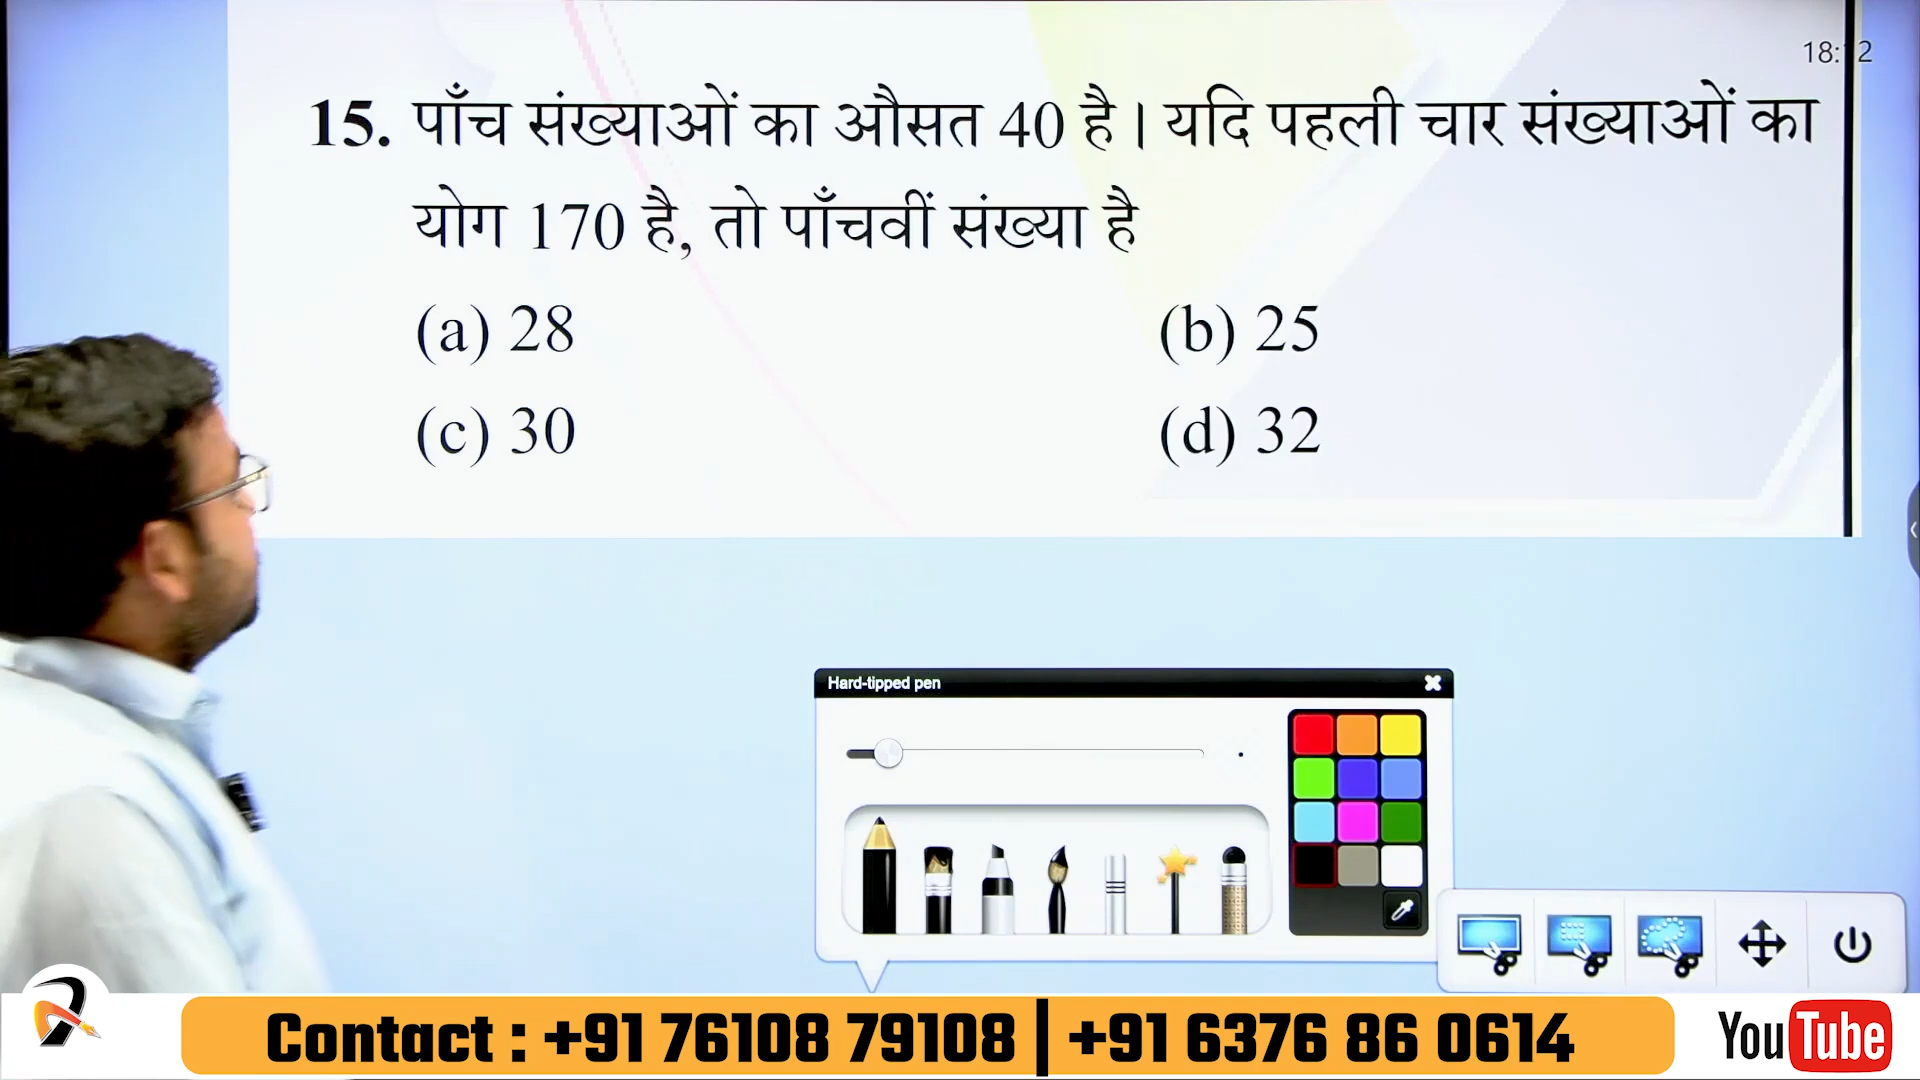 18: 2
15. पाँच संख्याओं का औसत 40 है। यदि पहली चार संख्याओं का
योग 170 है, तो पाँचवीं संख्या है
(a) 28 (b) 25
(c) 30 (d) 32
Hard-tipped pen
Contact : +91 76108 79108 | +91 6376 86 0614
YouTube